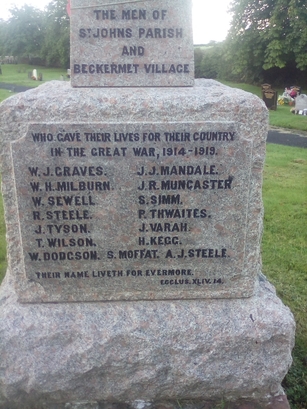 THE MEN OF
ST JOHNS PARISH
AND
BECKERMET VILLAGE
WHO GAVE THEIR LIVES FOR THEIR COUNTRY
IN THE GREAT WAR, 1914-1919.
W. J. GRAVES. J. J. MANDALE.
W. H. MILBURN. J. R. MUNCASTER
W. SEWELL S. SIMM.
R. STEELE. P. THWAITES.
J. TYSON. J. VARAH
T. WILSON. H. KEGG.
W. DODGSON. S. MOFFAT. A. J. STEELE.
THEIR NAME LIVETH FOR EVERMORE.
ECCLUS. XLIV. 14.